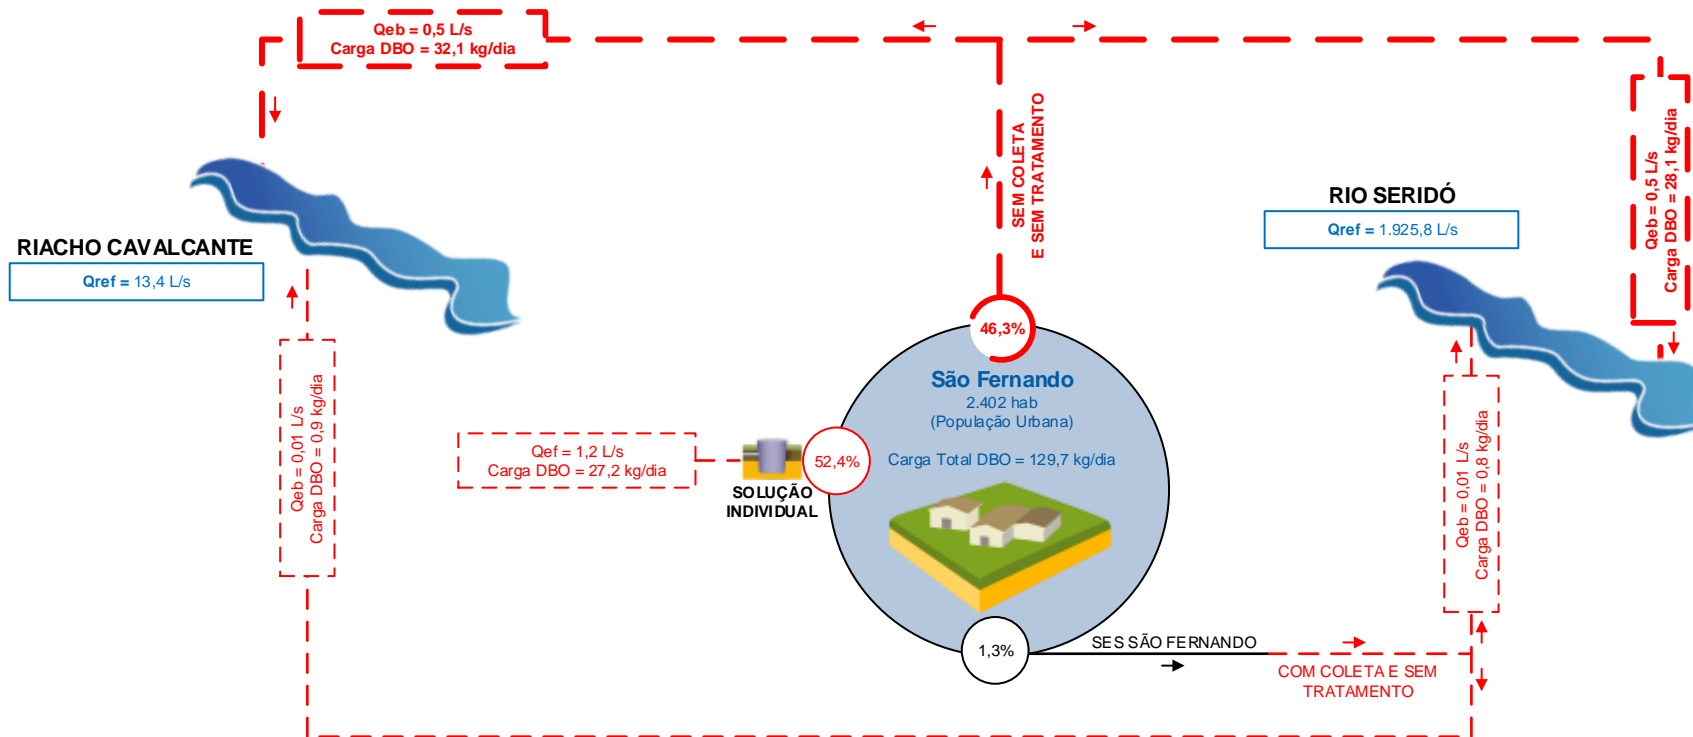 Qeb = 0,5 L/s
Carga DBO = 32,1 kg/dia
SEM COLETA
E SEM TRATAMENTO
Qeb = 0,5 L/s
Carga DBO = 28,1 kg/dia
RIO SERIDÓ
Qref = 1.925,8 L/s
RIACHO CAVALCANTE
Qref = 13,4 L/s
46,3%
São Fernando
2.402 hab
(População Urbana)
Carga Total DBO = 129,7 kg/dia
Qeb = 0,01 L/s
Carga DBO = 0,9 kg/dia
Qef = 1,2 L/s
Carga DBO = 27,2 kg/dia
52,4%
SOLUÇÃO
INDIVIDUAL
Qeb = 0,01 L/s
Carga DBO = 0,8 kg/dia
1,3%
SES SÃO FERNANDO
COM COLETA E SEM
TRATAMENTO